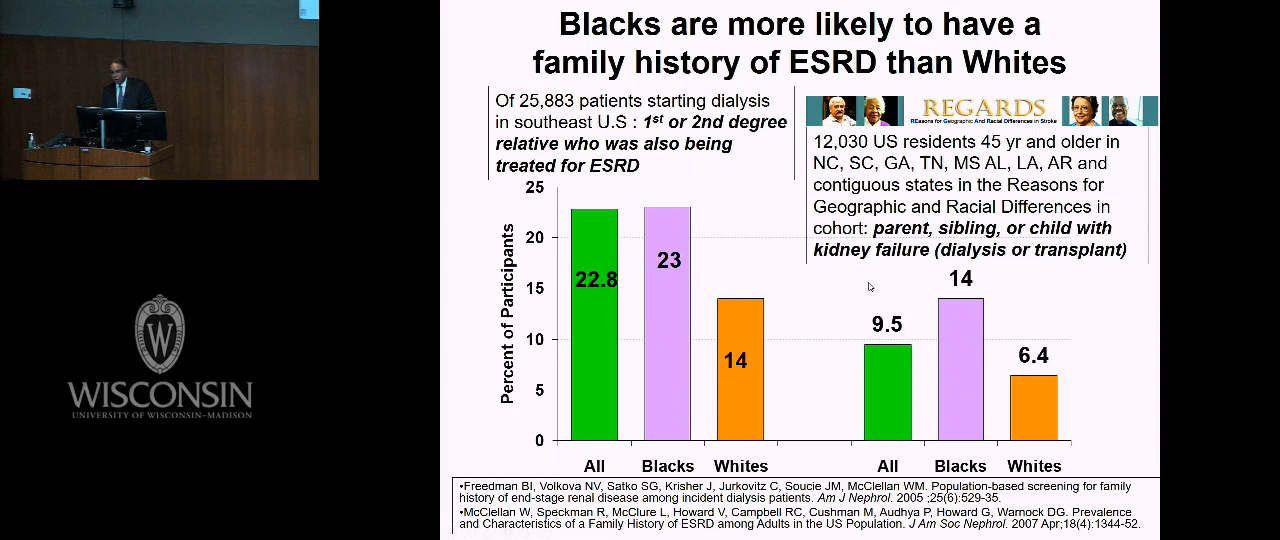 Blacks are more likely to have a
family history of ESRD than Whites
Of 25,883 patients starting dialysis
in southeast U.S : 1st or 2nd degree
relative who was also being
treated for ESRD
REGARDS
REasons for Geographic And Racial Differences in Stroke
12,030 US residents 45 yr and older in
NC, SC, GA, TN, MS AL, LA, AR and
contiguous states in the Reasons for
Geographic and Racial Differences in
cohort: parent, sibling, or child with
kidney failure (dialysis or transplant)
Percent of Participants
25
20
15
10
5
0
22.8
23
14
9.5
14
6.4
All
Blacks
Whites
All
Blacks
Whites
•Freedman BI, Volkova NV, Satko SG, Krisher J, Jurkovitz C, Soucie JM, McClellan WM. Population-based screening for family
history of end-stage renal disease among incident dialysis patients. Am J Nephrol. 2005 ;25(6):529-35.
•McClellan W, Speckman R, McClure L, Howard V, Campbell RC, Cushman M, Audhya P, Howard G, Warnock DG. Prevalence
and Characteristics of a Family History of ESRD among Adults in the US Population. J Am Soc Nephrol. 2007 Apr;18(4):1344-52.
W
WISCONSIN
UNIVERSITY OF WISCONSIN–MADISON